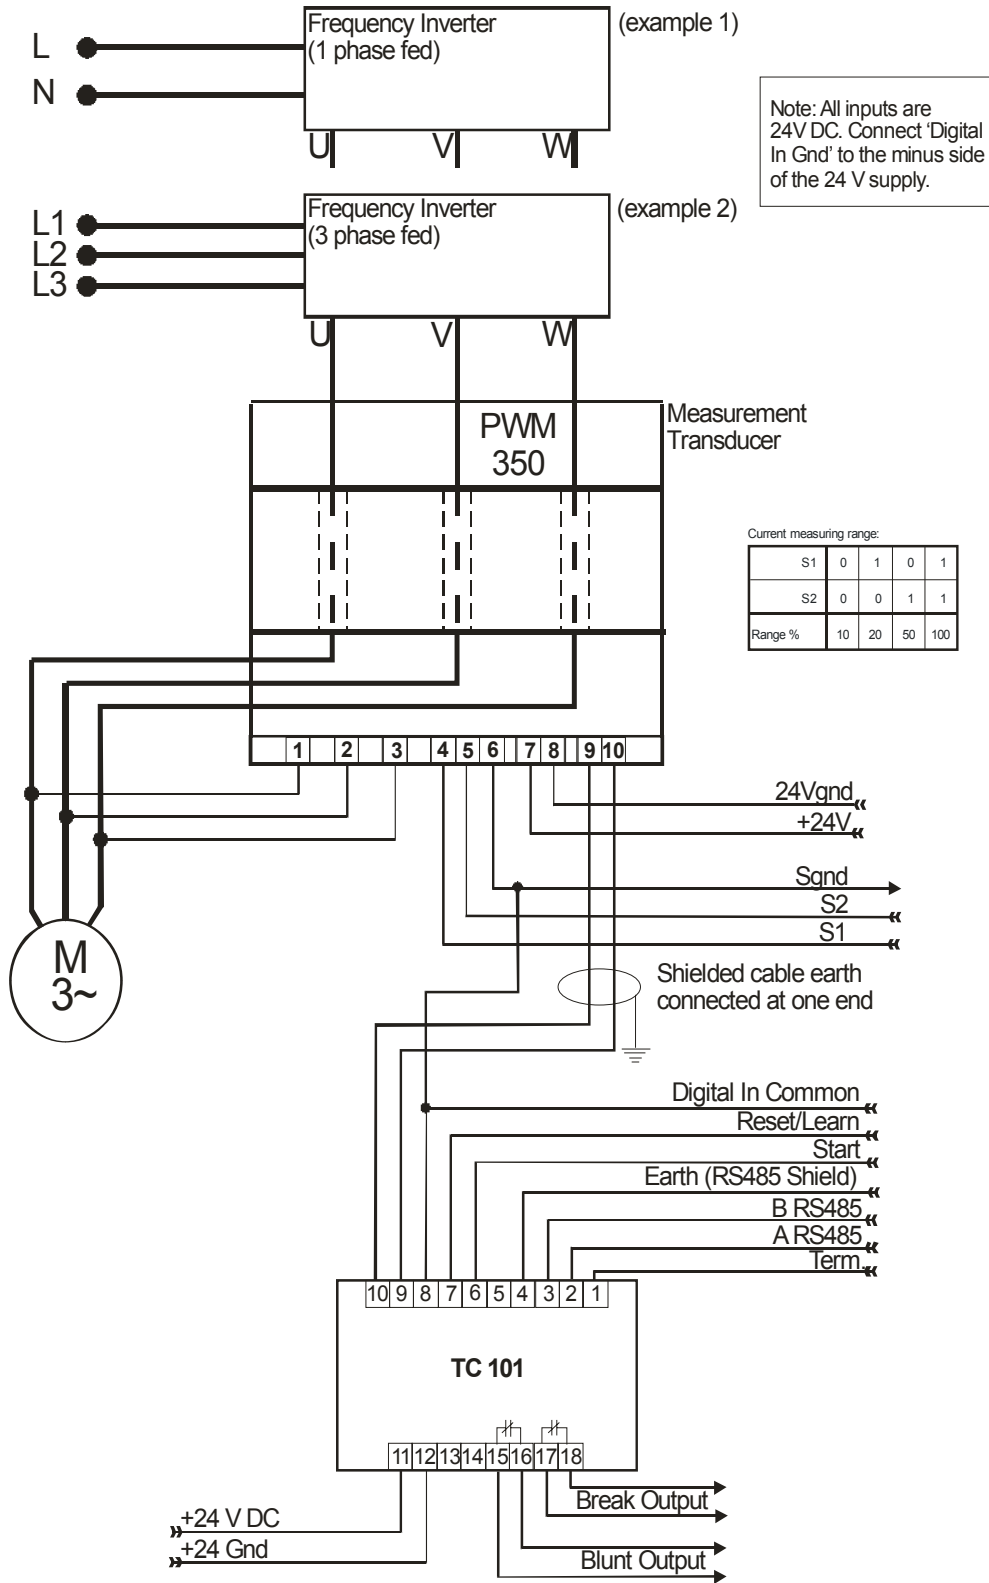 Frequency Inverter
(1 phase fed)
(example 1)
L
N
U V W
Note: All inputs are
24V DC. Connect ‘Digital
In Gnd’ to the minus side
of the 24 V supply.
Frequency Inverter
(3 phase fed)
(example 2)
L1
L2
L3
U V W
PWM
350
Measurement
Transducer
Current measuring range:
S1 0 1 0 1
S2 0 0 1 1
Range % 10 20 50 100
1 2 3 4 5 6 7 8 9 10
24Vgnd
+24V
Sgnd
S2
S1
M
3~
Shielded cable earth
connected at one end
Digital In Common
Reset/Learn
Start
Earth (RS485 Shield)
B RS485
A RS485
Term.
10 9 8 7 6 5 4 3 2 1
TC 101
11 12 13 14 15 16 17 18
Break Output
+24 V DC
+24 Gnd
Blunt Output